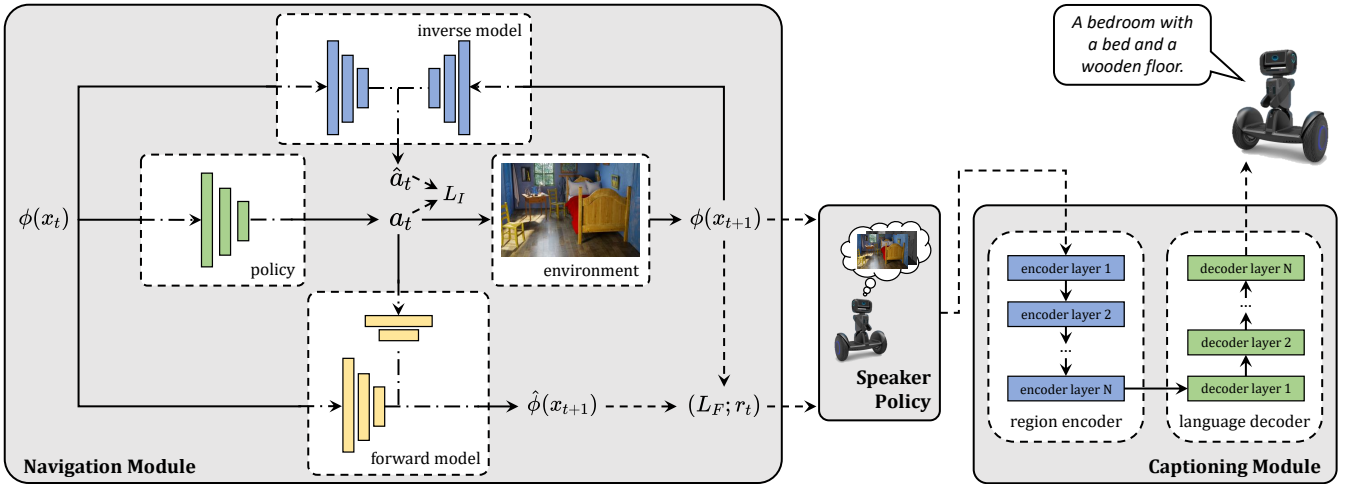 inverse model
A bedroom with
a bed and a
wooden floor.
ϕ(x_t)
policy
â_t
L_I
a_t
environment
ϕ(x_{t+1})
forward model
ϕ̂(x_{t+1})
(L_F; r_t)
Navigation Module
Speaker
Policy
encoder layer 1
encoder layer 2
...
encoder layer N
region encoder
decoder layer N
...
decoder layer 2
decoder layer 1
language decoder
Captioning Module